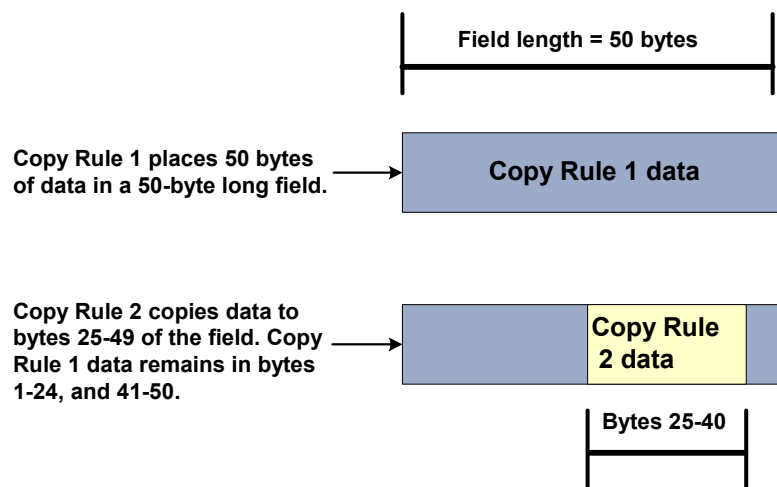 Field length = 50 bytes
Copy Rule 1 places 50 bytes
of data in a 50-byte long field.
Copy Rule 1 data
Copy Rule 2 copies data to
bytes 25-49 of the field. Copy
Rule 1 data remains in bytes
1-24, and 41-50.
Copy Rule
2 data
Bytes 25-40